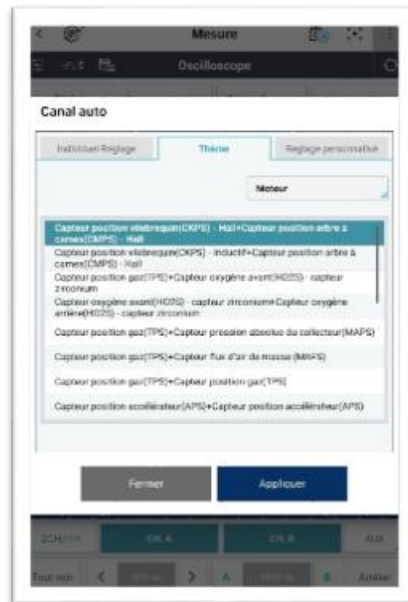 Mesure
Oscilloscope
Canal auto
Individuel Réglage
Thème
Réglage personnalisé
Moteur
Capteur position vilebrequin(CKPS) - Hall+Capteur position arbre à
cames(CMPS) - Hall
Capteur position vilebrequin(CKPS) - Inductif+Capteur position arbre à
cames(CMPS) - Hall
Capteur position gaz(TPS)+Capteur oxygène avant(HO2S) - capteur
zirconium
Capteur oxygène avant(HO2S) - capteur zirconium+Capteur oxygène
arrière(HO2S) - capteur zirconium
Capteur position gaz(TPS)+Capteur pression absolue du collecteur(MAPS)
Capteur position gaz(TPS)+Capteur flux d'air de masse (MAFS)
Capteur position gaz(TPS)+Capteur position gaz(TPS)
Capteur position accélérateur(APS)+Capteur position accélérateur(APS)
Fermer
Appliquer
CH. A
CH. B
AUX
Tout voir
A
B
Arrêter